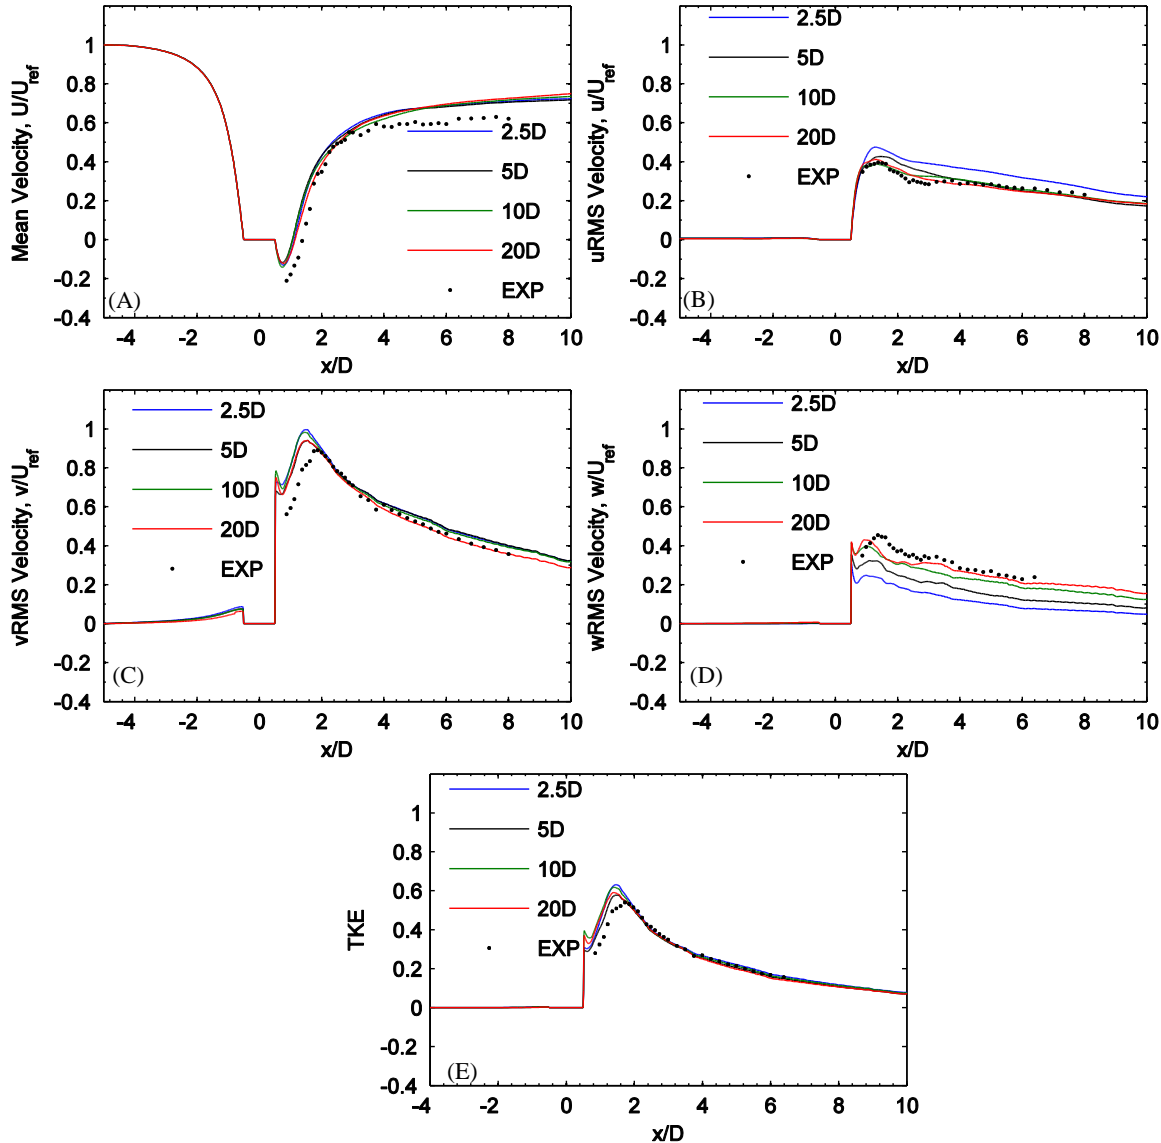 1
0.8
0.6
0.4
0.2
0
-0.2
-0.4
Mean Velocity, U/Uref
2.5D
5D
10D
20D
EXP
(A)
-4 -2 0 2 4 6 8 10
x/D
1
0.8
0.6
0.4
0.2
0
-0.2
-0.4
uRMS Velocity, u/Uref
2.5D
5D
10D
20D
EXP
(B)
-4 -2 0 2 4 6 8 10
x/D
1
0.8
0.6
0.4
0.2
0
-0.2
-0.4
vRMS Velocity, v/Uref
2.5D
5D
10D
20D
EXP
(C)
-4 -2 0 2 4 6 8 10
x/D
1
0.8
0.6
0.4
0.2
0
-0.2
-0.4
wRMS Velocity, w/Uref
2.5D
5D
10D
20D
EXP
(D)
-4 -2 0 2 4 6 8 10
x/D
1
0.8
0.6
0.4
0.2
0
-0.2
-0.4
TKE
2.5D
5D
10D
20D
EXP
(E)
-4 -2 0 2 4 6 8 10
x/D